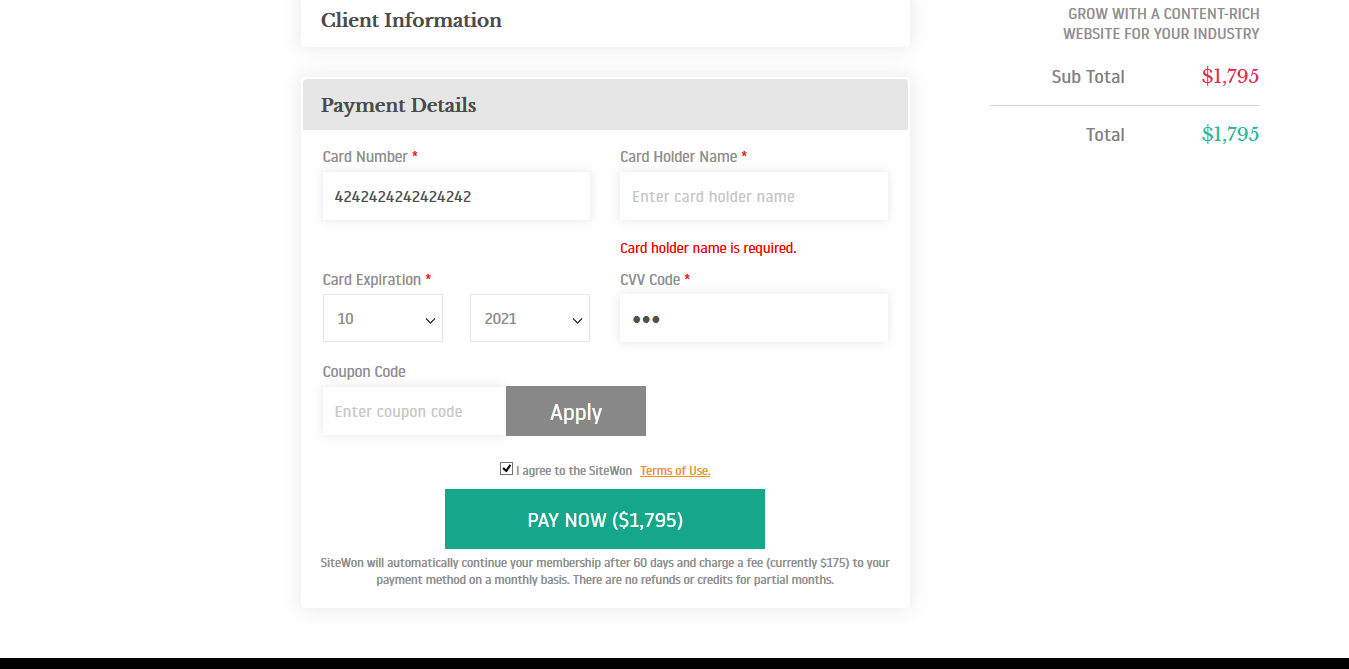 Client Information
GROW WITH A CONTENT-RICH
WEBSITE FOR YOUR INDUSTRY
Sub Total $1,795
Total $1,795
Payment Details
Card Number * Card Holder Name *
4242424242424242 Enter card holder name
Card holder name is required.
Card Expiration * CVV Code *
10 2021 •••
Coupon Code
Enter coupon code Apply
I agree to the SiteWon Terms of Use.
PAY NOW ($1,795)
SiteWon will automatically continue your membership after 60 days and charge a fee (currently $175) to your
payment method on a monthly basis. There are no refunds or credits for partial months.